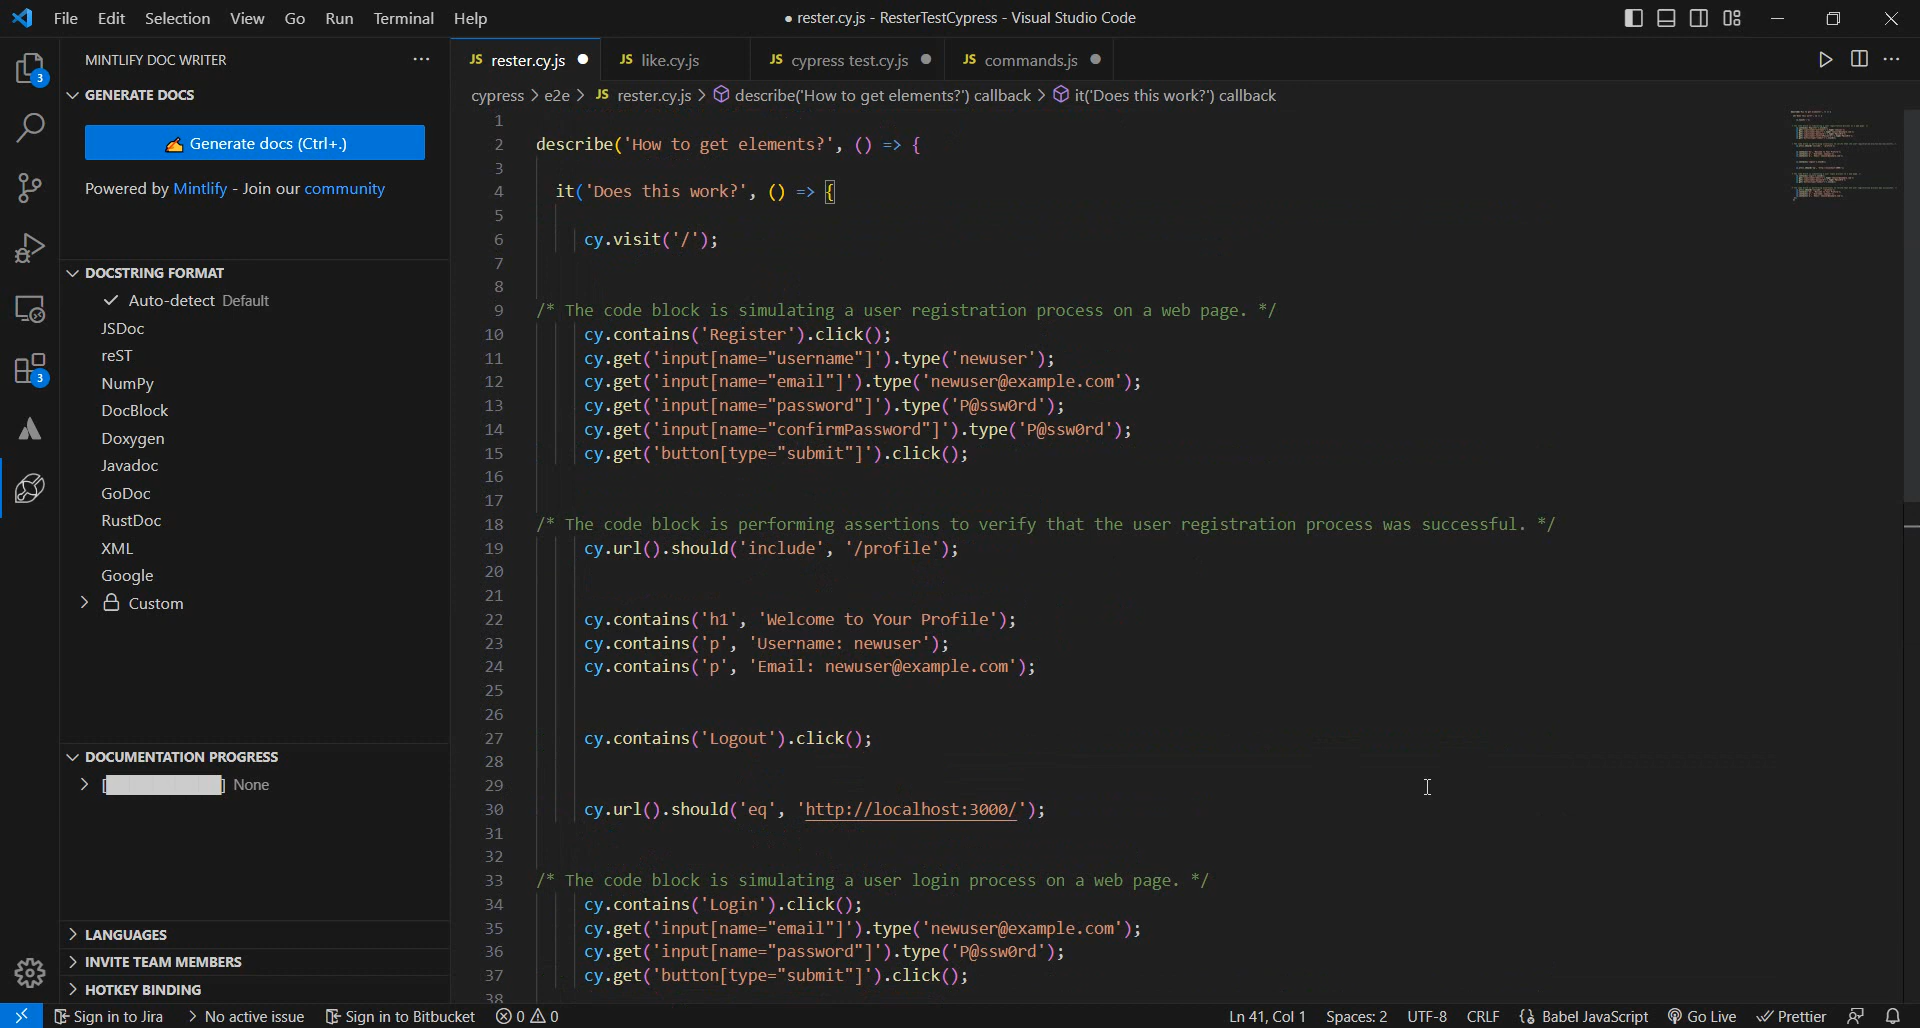 File Edit Selection View Go Run Terminal Help
● rester.cy.js - ResterTestCypress - Visual Studio Code
3
3
MINTLIFY DOC WRITER
GENERATE DOCS
Generate docs (Ctrl+.)
Powered by Mintlify - Join our community
DOCSTRING FORMAT
Auto-detect Default
JSDoc
reST
NumPy
DocBlock
Doxygen
Javadoc
GoDoc
RustDoc
XML
Google
Custom
DOCUMENTATION PROGRESS
[ ] None
LANGUAGES
INVITE TEAM MEMBERS
HOTKEY BINDING
JS rester.cy.js ● JS like.cy.js JS cypress test.cy.js ● JS commands.js ●
cypress > e2e > JS rester.cy.js > describe('How to get elements?') callback > it('Does this work?') callback
1
2 describe('How to get elements?', () => {
3
4 it('Does this work?', () => {
5
6 cy.visit('/');
7
8
9 /* The code block is simulating a user registration process on a web page. */
10 cy.contains('Register').click();
11 cy.get('input[name="username"]').type('newuser');
12 cy.get('input[name="email"]').type('newuser@example.com');
13 cy.get('input[name="password"]').type('P@ssw0rd');
14 cy.get('input[name="confirmPassword"]').type('P@ssw0rd');
15 cy.get('button[type="submit"]').click();
16
17
18 /* The code block is performing assertions to verify that the user registration process was successful. */
19 cy.url().should('include', '/profile');
20
21
22 cy.contains('h1', 'Welcome to Your Profile');
23 cy.contains('p', 'Username: newuser');
24 cy.contains('p', 'Email: newuser@example.com');
25
26
27 cy.contains('Logout').click();
28
29
30 cy.url().should('eq', 'http://localhost:3000/');
31
32
33 /* The code block is simulating a user login process on a web page. */
34 cy.contains('Login').click();
35 cy.get('input[name="email"]').type('newuser@example.com');
36 cy.get('input[name="password"]').type('P@ssw0rd');
37 cy.get('button[type="submit"]').click();
38
Sign in to Jira > No active issue Sign in to Bitbucket 0 0 Ln 41, Col 1 Spaces: 2 UTF-8 CRLF {} Babel JavaScript Go Live Prettier